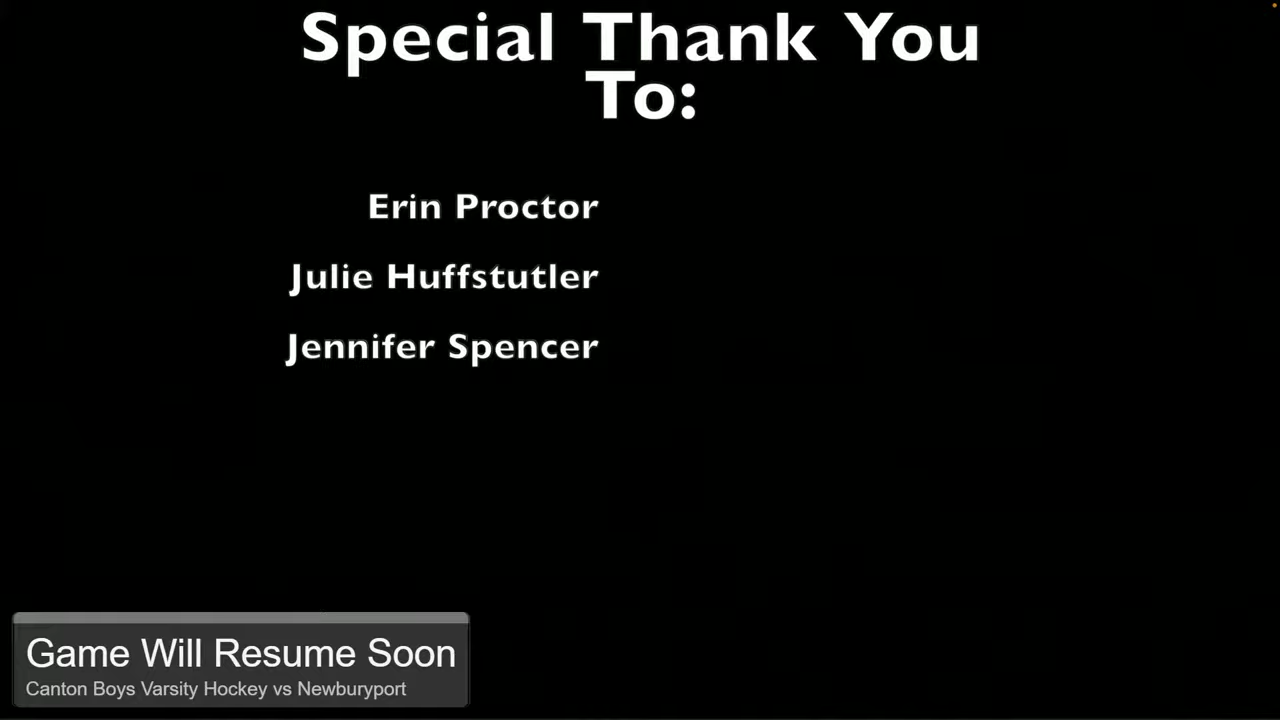 Special Thank You
To:
Erin Proctor
Julie Huffstutler
Jennifer Spencer
Game Will Resume Soon
Canton Boys Varsity Hockey vs Newburyport